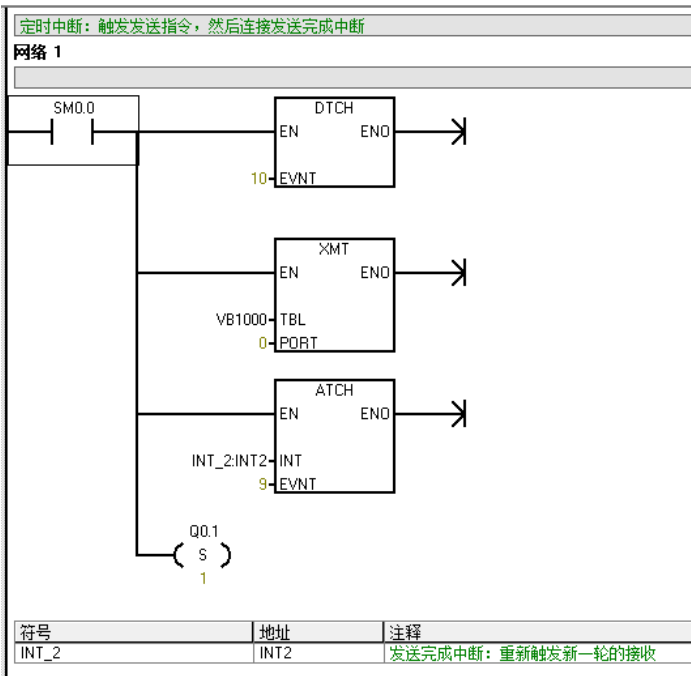 定时中断：触发发送指令，然后连接发送完成中断
网络 1
SM0.0
DTCH
EN ENO
10 EVNT
XMT
EN ENO
VB1000 TBL
0 PORT
ATCH
EN ENO
INT_2:INT2 INT
9 EVNT
Q0.1
S
1
符号 地址 注释
INT_2 INT2 发送完成中断：重新触发新一轮的接收